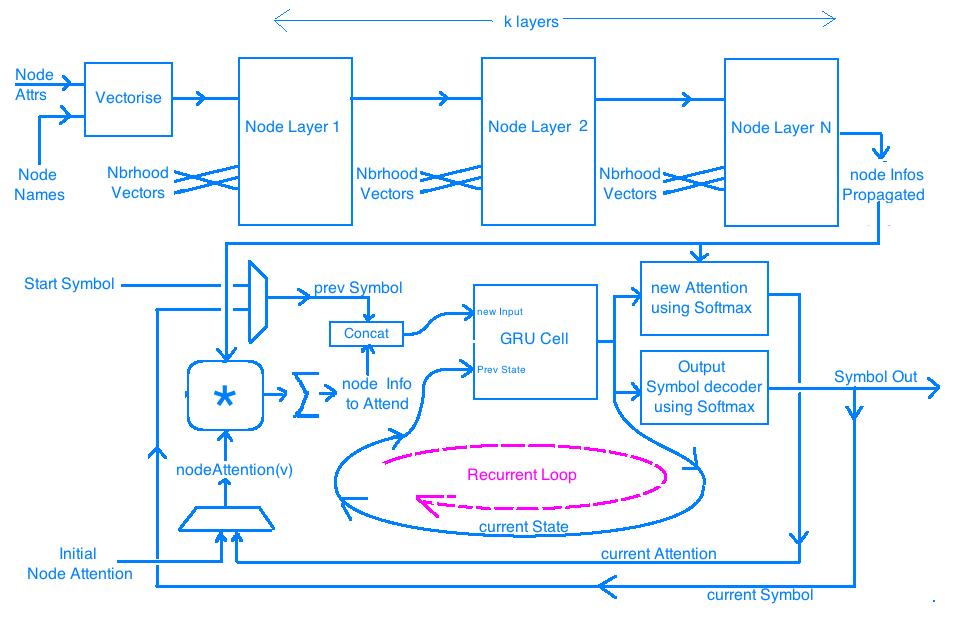 k layers
Node
Attrs
Vectorise
Node Layer 1
Node Layer 2
Node Layer N
Node
Names
Nbrhood
Vectors
Nbrhood
Vectors
Nbrhood
Vectors
node Infos
Propagated
Start Symbol
prev Symbol
Concat
new Input
GRU Cell
Prev State
new Attention
using Softmax
Output
Symbol decoder
using Softmax
Symbol Out
*
∑
node Info
to Attend
nodeAttention(v)
Recurrent Loop
current State
Initial
Node Attention
current Attention
current Symbol